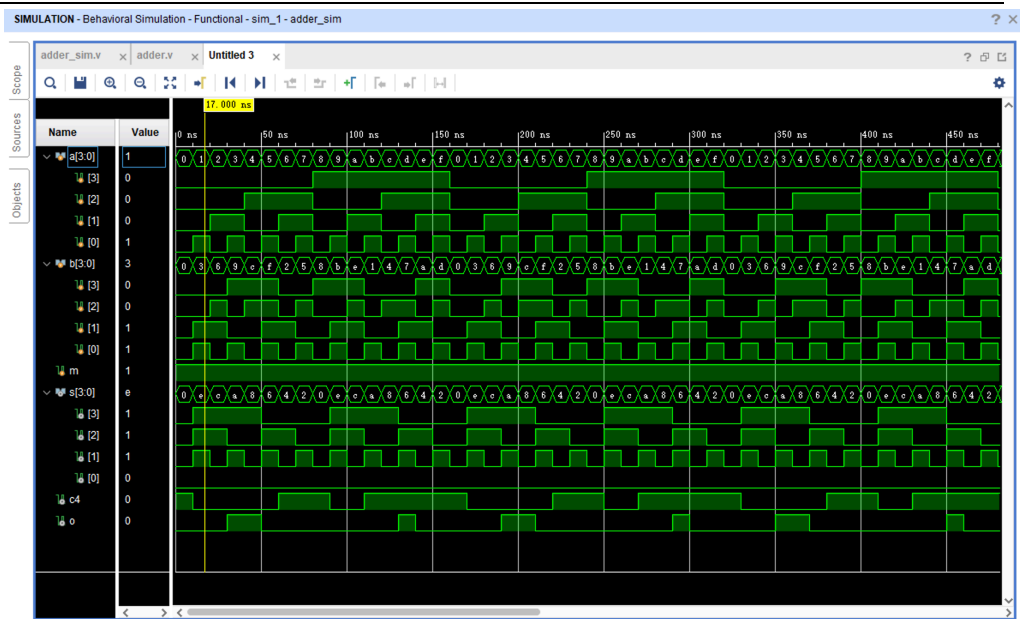 SIMULATION - Behavioral Simulation - Functional - sim_1 - adder_sim ? ×
Scope
Sources
Objects
adder_sim.v × adder.v × Untitled 3 × ?
17.000 ns
Name Value 0 ns 50 ns 100 ns 150 ns 200 ns 250 ns 300 ns 350 ns 400 ns 450 ns
a[3:0] 1 0 1 2 3 4 5 6 7 8 9 a b c d e f 0 1 2 3 4 5 6 7 8 9 a b c d e f 0 1 2 3 4 5 6 7 8 9 a b c d e f
[3] 0
[2] 0
[1] 0
[0] 1
b[3:0] 3 0 3 6 9 c f 2 5 8 b e 1 4 7 a d 0 3 6 9 c f 2 5 8 b e 1 4 7 a d 0 3 6 9 c f 2 5 8 b e 1 4 7 a d
[3] 0
[2] 0
[1] 1
[0] 1
m 1
s[3:0] e 0 e c a 8 6 4 2 0 e c a 8 6 4 2 0 e c a 8 6 4 2 0 e c a 8 6 4 2 0 e c a 8 6 4 2 0 e c a 8 6 4 2
[3] 1
[2] 1
[1] 1
[0] 0
c4 0
o 0